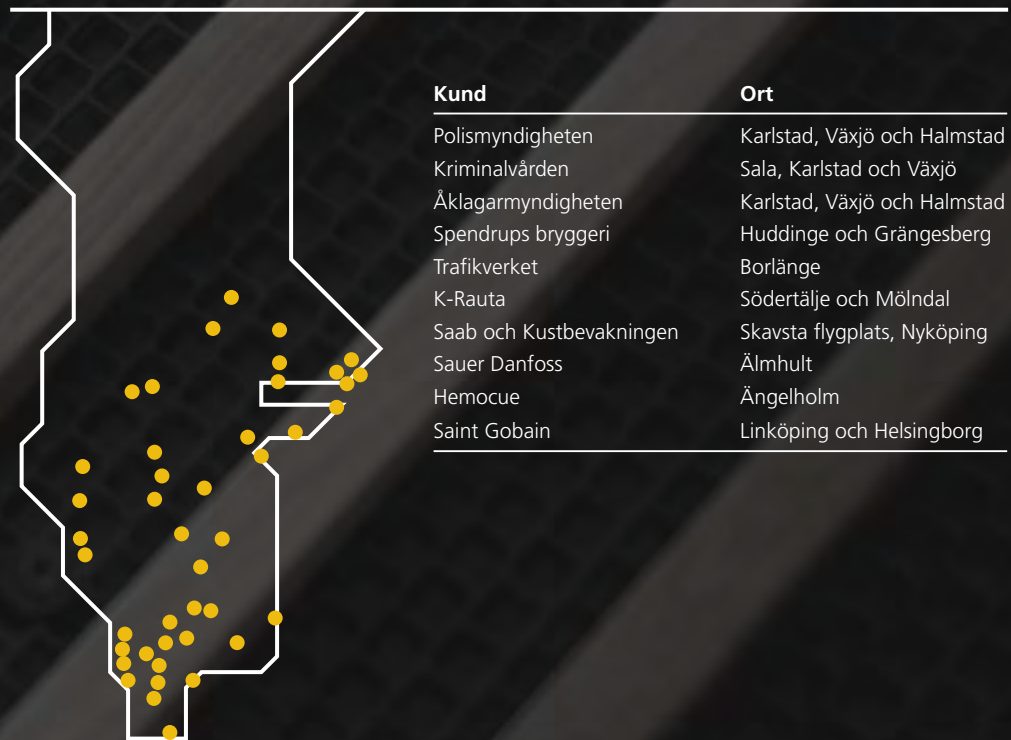 Kund Ort
Polismyndigheten Karlstad, Växjö och Halmstad
Kriminalvården Sala, Karlstad och Växjö
Åklagarmyndigheten Karlstad, Växjö och Halmstad
Spendrups bryggeri Huddinge och Grängesberg
Trafikverket Borlänge
K-Rauta Södertälje och Mölndal
Saab och Kustbevakningen Skavsta flygplats, Nyköping
Sauer Danfoss Älmhult
Hemocue Ängelholm
Saint Gobain Linköping och Helsingborg